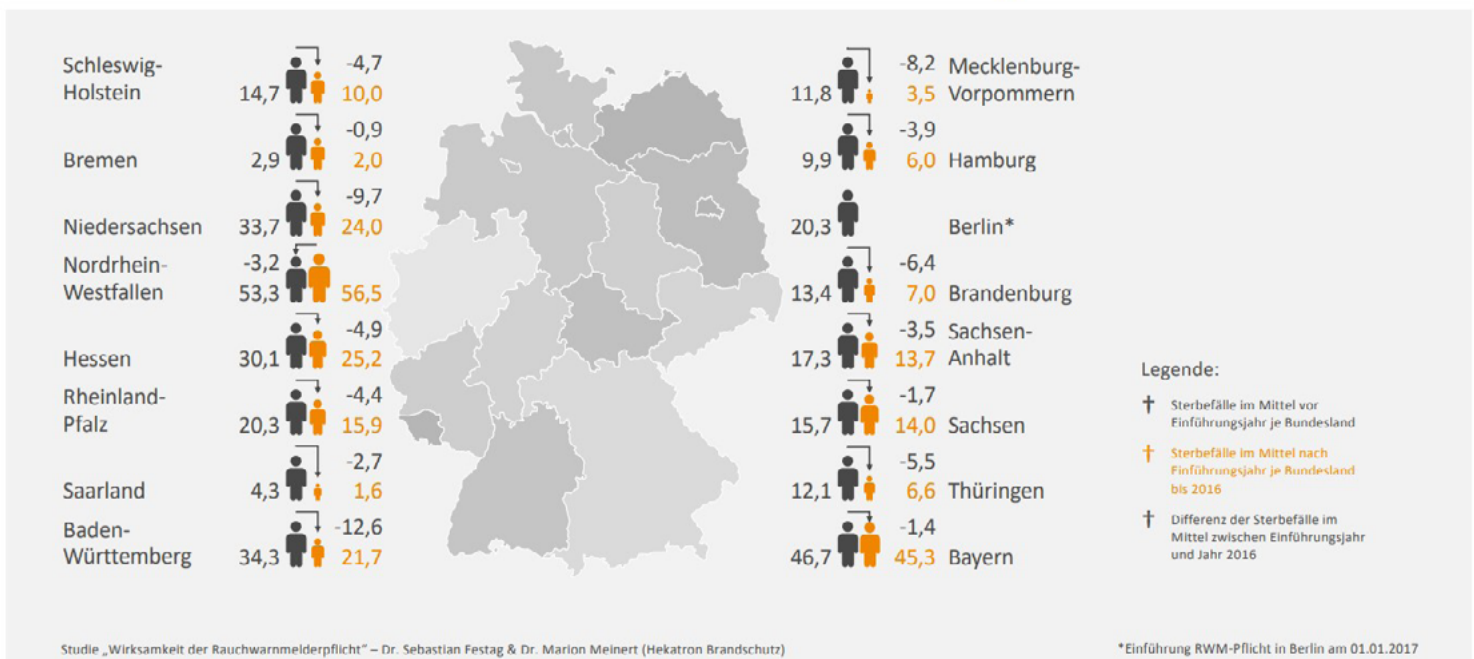 Schleswig-
Holstein 14,7 -4,7 10,0
Bremen 2,9 -0,9 2,0
Niedersachsen 33,7 -9,7 24,0
Nordrhein-
Westfallen -3,2 53,3 56,5
Hessen 30,1 -4,9 25,2
Rheinland-
Pfalz 20,3 -4,4 15,9
Saarland 4,3 -2,7 1,6
Baden-
Württemberg 34,3 -12,6 21,7
11,8 -8,2 3,5 Mecklenburg-
Vorpommern
9,9 -3,9 6,0 Hamburg
20,3 Berlin*
13,4 -6,4 7,0 Brandenburg
17,3 -3,5 13,7 Sachsen-
Anhalt
15,7 -1,7 14,0 Sachsen
12,1 -5,5 6,6 Thüringen
46,7 -1,4 45,3 Bayern
Legende:
† Sterbefälle im Mittel vor
Einführungsjahr je Bundesland
† Sterbefälle im Mittel nach
Einführungsjahr je Bundesland
bis 2016
† Differenz der Sterbefälle im
Mittel zwischen Einführungsjahr
und Jahr 2016
Studie „Wirksamkeit der Rauchwarnmelderpflicht" – Dr. Sebastian Festag & Dr. Marion Meinert (Hekatron Brandschutz)
*Einführung RWM-Pflicht in Berlin am 01.01.2017